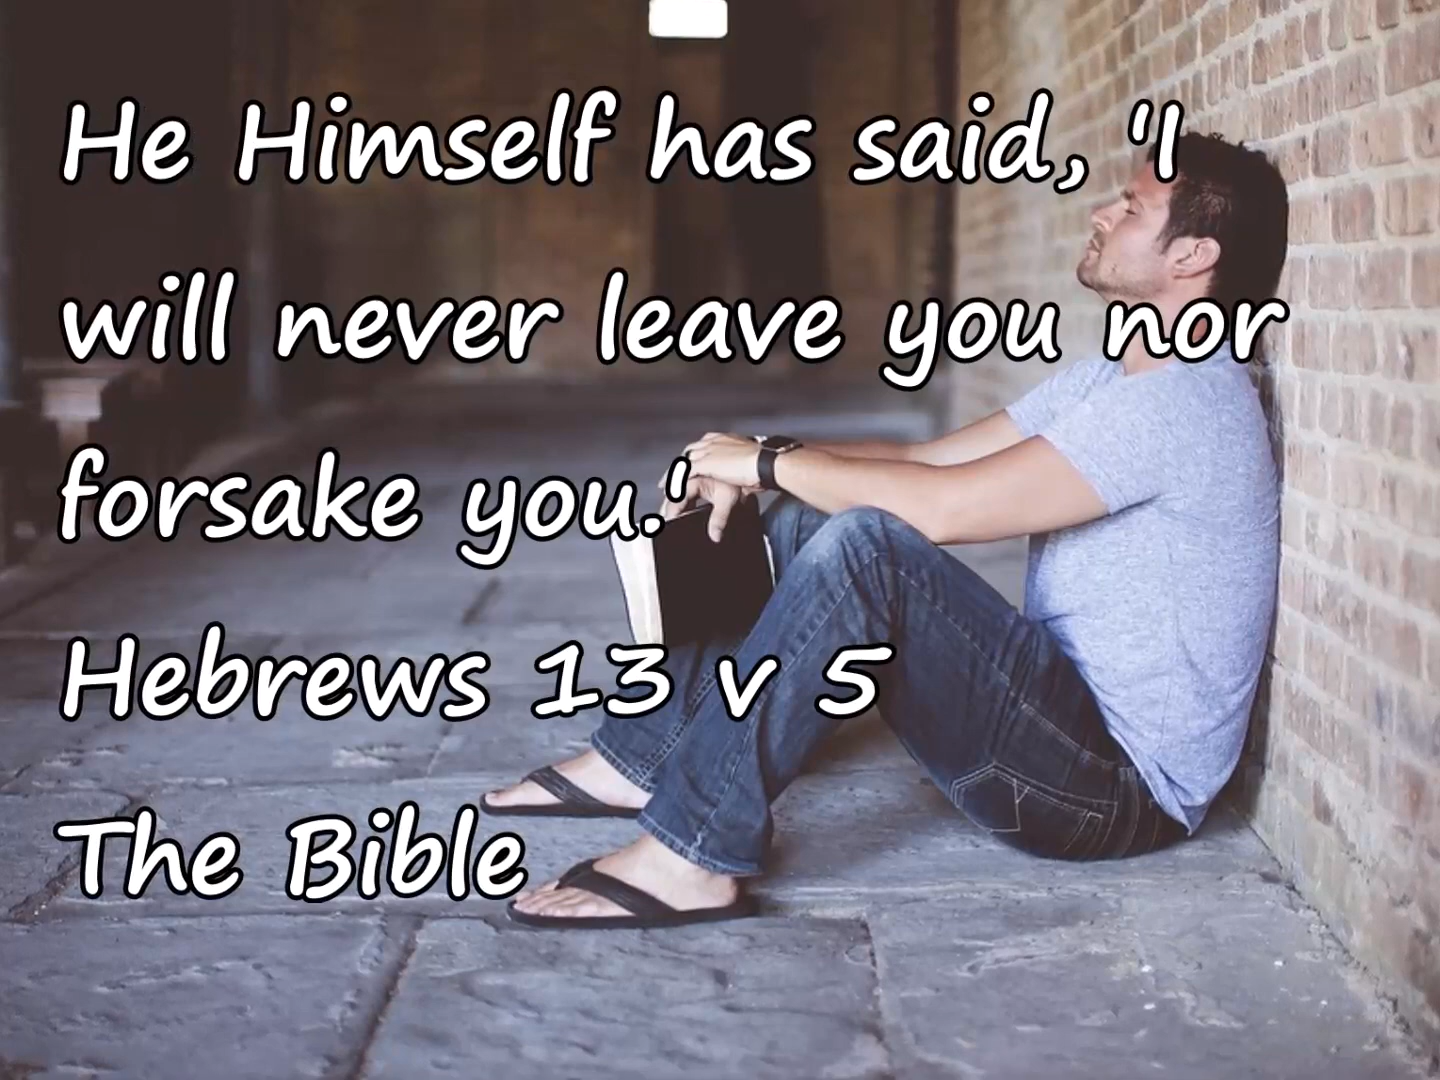 He Himself has said, 'I
will never leave you nor
forsake you.'
Hebrews 13 v 5
The Bible